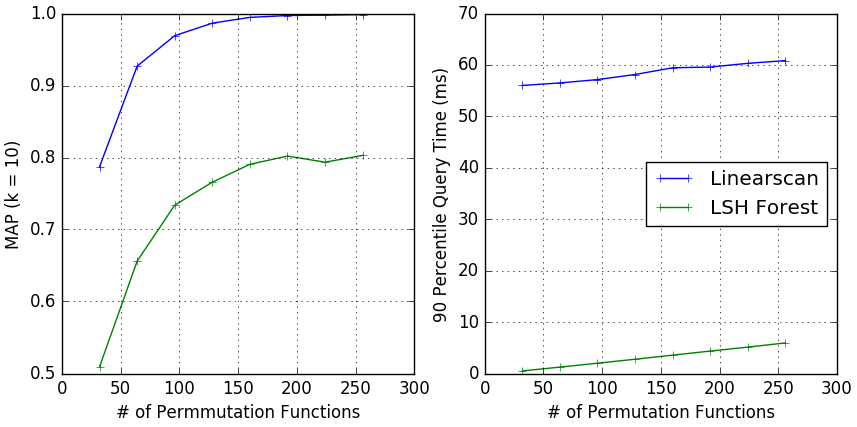 1.0
0.9
0.8
0.7
0.6
0.5
MAP (k = 10)
0 50 100 150 200 250 300
# of Permmutation Functions
70
60
50
40
30
20
10
0
90 Percentile Query Time (ms)
Linearscan
LSH Forest
0 50 100 150 200 250 300
# of Permutation Functions